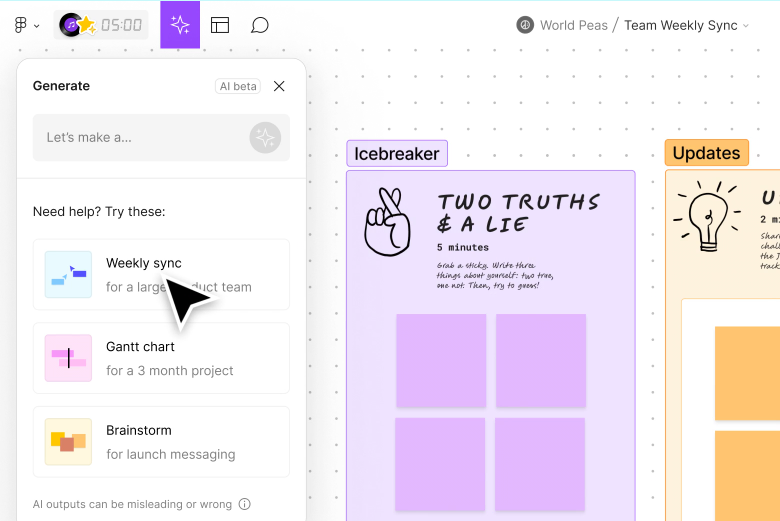 05:00
World Peas / Team Weekly Sync
Generate
AI beta
Let's make a...
Need help? Try these:
Weekly sync
for a large product team
Gantt chart
for a 3 month project
Brainstorm
for launch messaging
AI outputs can be misleading or wrong
Icebreaker
TWO TRUTHS
& A LIE
5 minutes
Grab a sticky. Write three
things about yourself: two true,
one not. Then, try to guess!
Updates
2 m